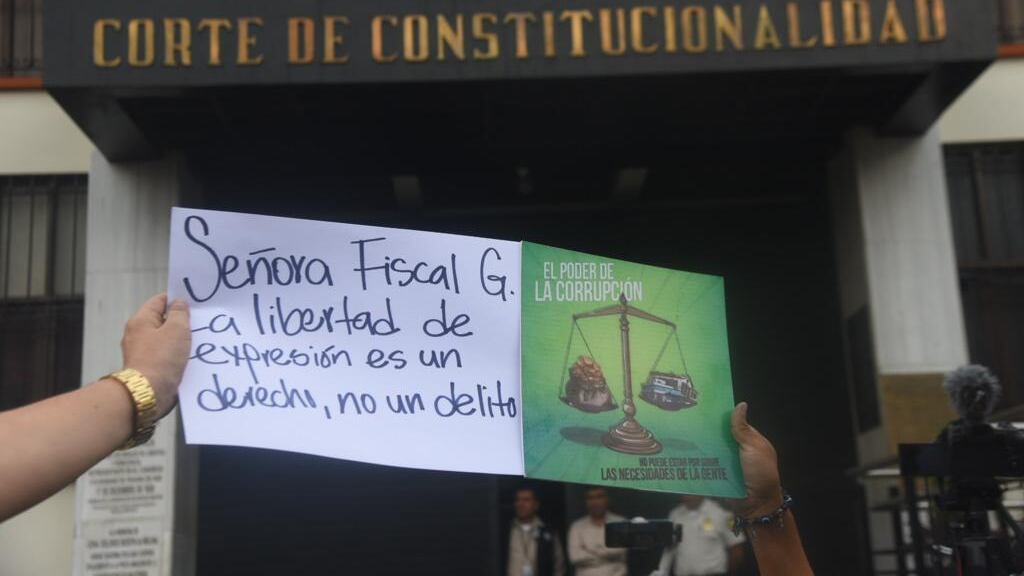 CORTE DE CONSTITUCIONALIDAD
Señora Fiscal G.
La libertad de
expresión es un
derecho, no un delito
EL PODER DE
LA CORRUPCIÓN
NO PUEDE ESTAR POR SOBRE
LAS NECESIDADES DE LA GENTE